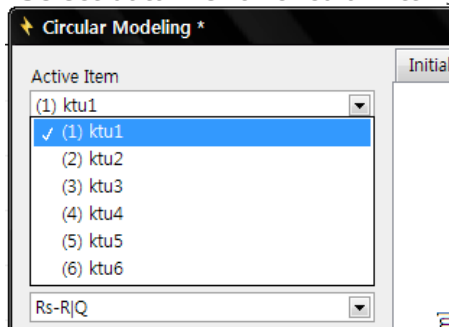 Circular Modeling *
Initial
Active Item
(1) ktu1
✓ (1) ktu1
(2) ktu2
(3) ktu3
(4) ktu4
(5) ktu5
(6) ktu6
Rs-R|Q